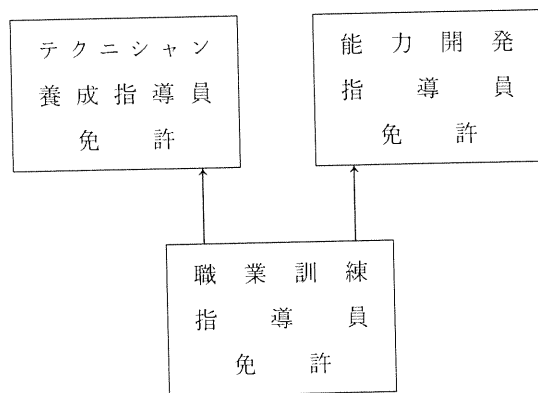 テクニシャン
養成指導員
免許
能力開発
指導員
免許
職業訓練
指導員
免許